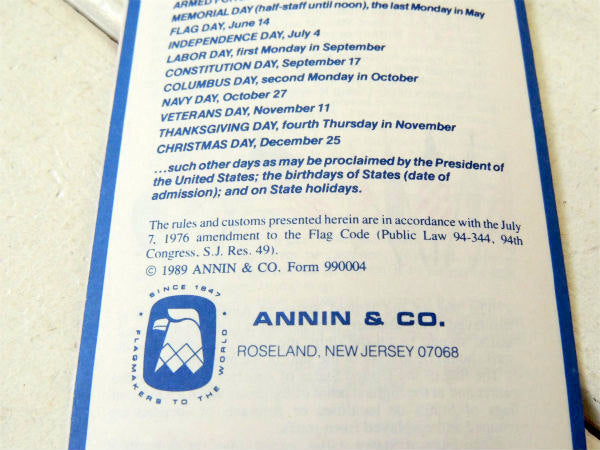 ARMED
MEMORIAL DAY (half-staff until noon), the last Monday in May
FLAG DAY, June 14
INDEPENDENCE DAY, July 4
LABOR DAY, first Monday in September
CONSTITUTION DAY, September 17
COLUMBUS DAY, second Monday in October
NAVY DAY, October 27
VETERANS DAY, November 11
THANKSGIVING DAY, fourth Thursday in November
CHRISTMAS DAY, December 25
...such other days as may be proclaimed by the President of
the United States; the birthdays of States (date of
admission); and on State holidays.
The rules and customs presented herein are in accordance with the July
7, 1976 amendment to the Flag Code (Public Law 94-344, 94th
Congress, S.J. Res. 49).
© 1989 ANNIN & CO. Form 990004
SINCE 1847
FLAGMAKERS TO THE WORLD
ANNIN & CO.
ROSELAND, NEW JERSEY 07068